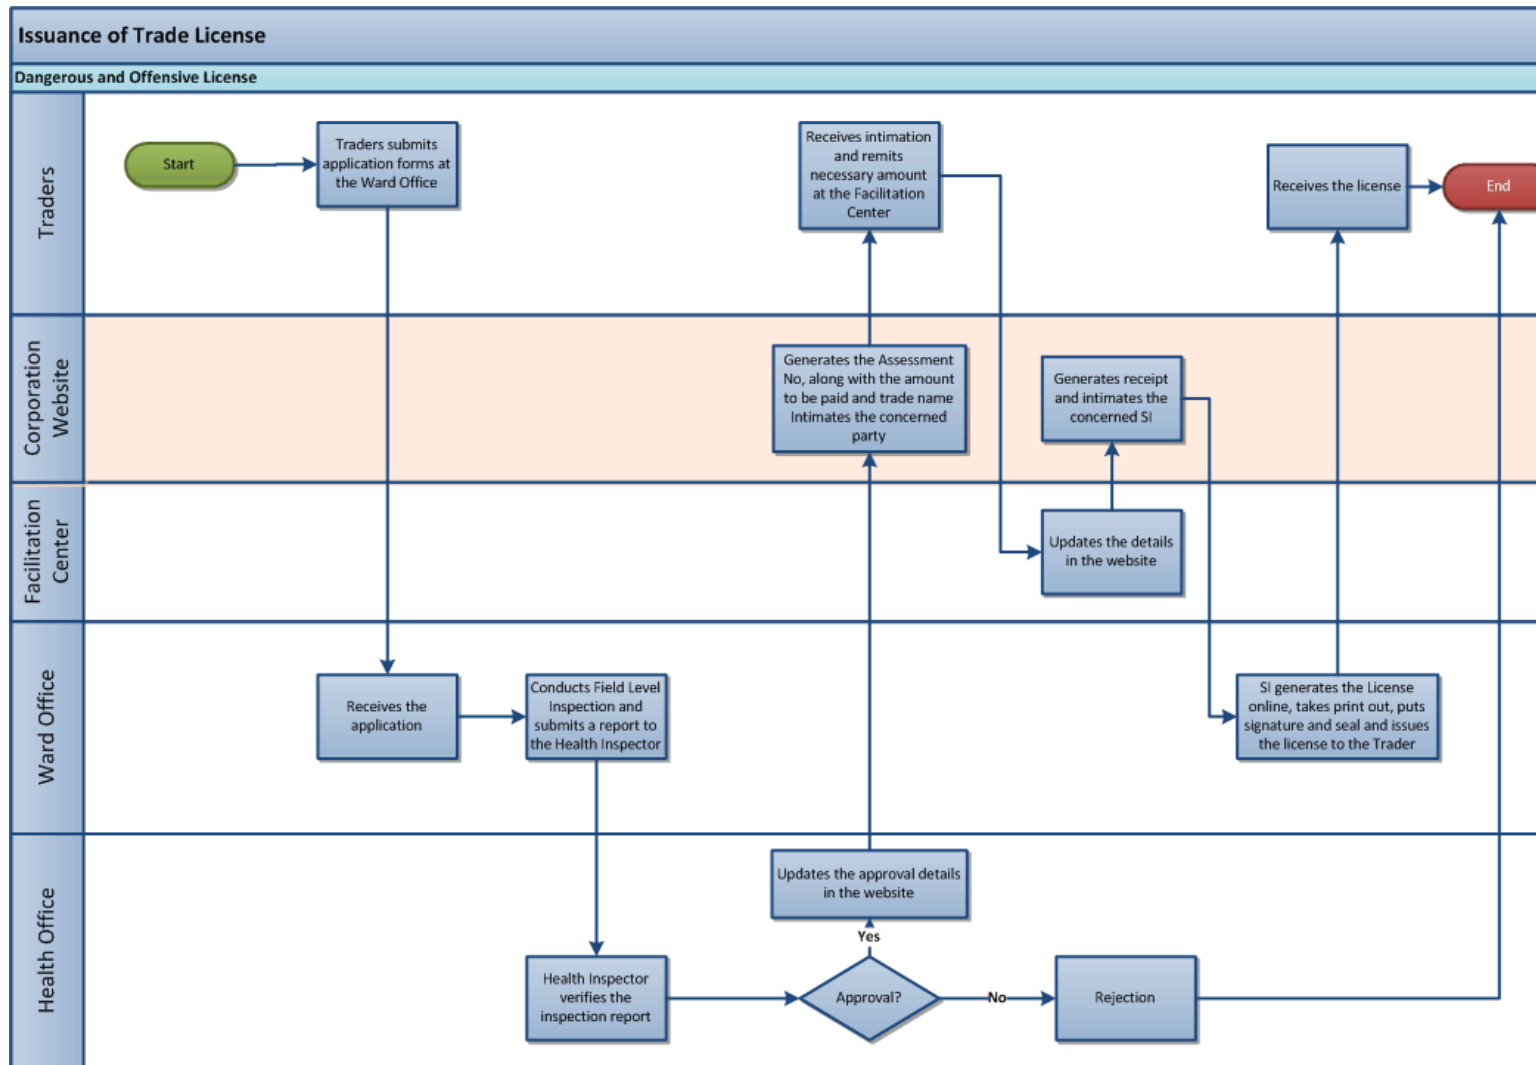 Issuance of Trade License
Dangerous and Offensive License
Traders
Start
Traders submits
application forms at
the Ward Office
Receives intimation
and remits
necessary amount
at the Facilitation
Center
Receives the license
End
Corporation
Website
Generates the Assessment
No, along with the amount
to be paid and trade name
Intimates the concerned
party
Generates receipt
and intimates the
concerned SI
Facilitation
Center
Updates the details
in the website
Ward Office
Receives the
application
Conducts Field Level
Inspection and
submits a report to
the Health Inspector
SI generates the License
online, takes print out, puts
signature and seal and issues
the license to the Trader
Health Office
Updates the approval details
in the website
Yes
Health Inspector
verifies the
inspection report
Approval?
No
Rejection